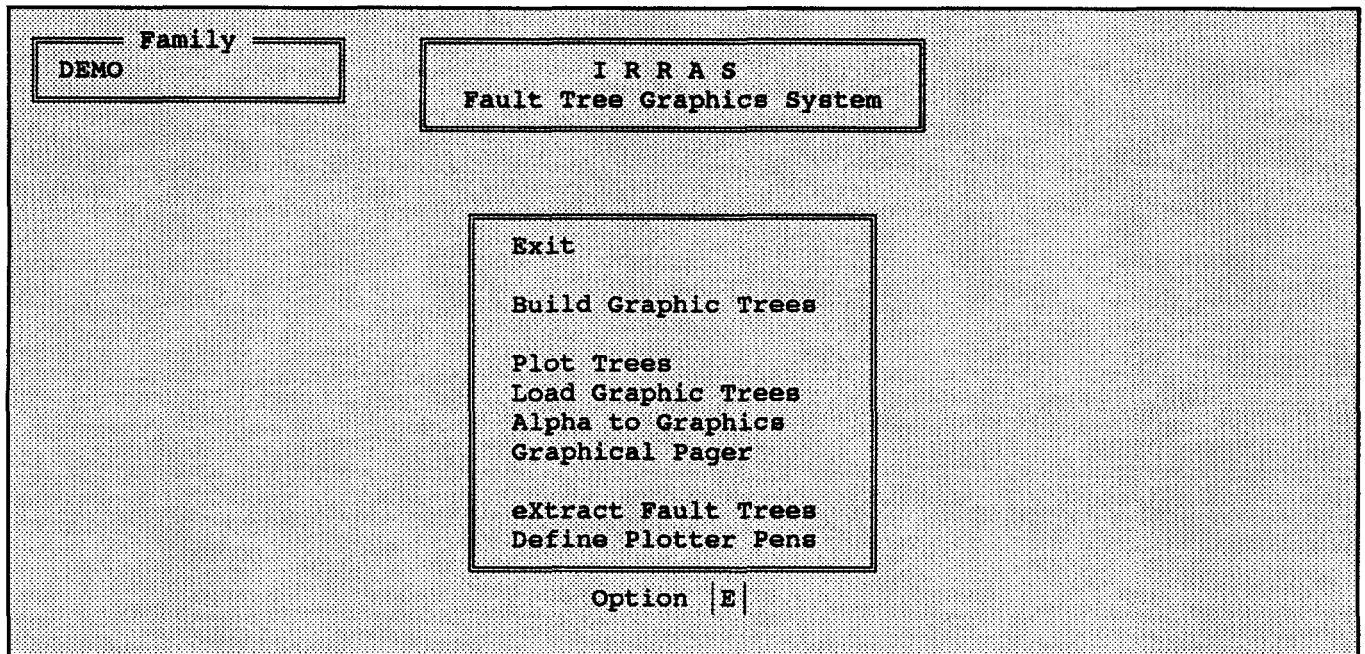 Family
DEMO
I R R A S
Fault Tree Graphics System
Exit
Build Graphic Trees
Plot Trees
Load Graphic Trees
Alpha to Graphics
Graphical Pager
eXtract Fault Trees
Define Plotter Pens
Option |E|